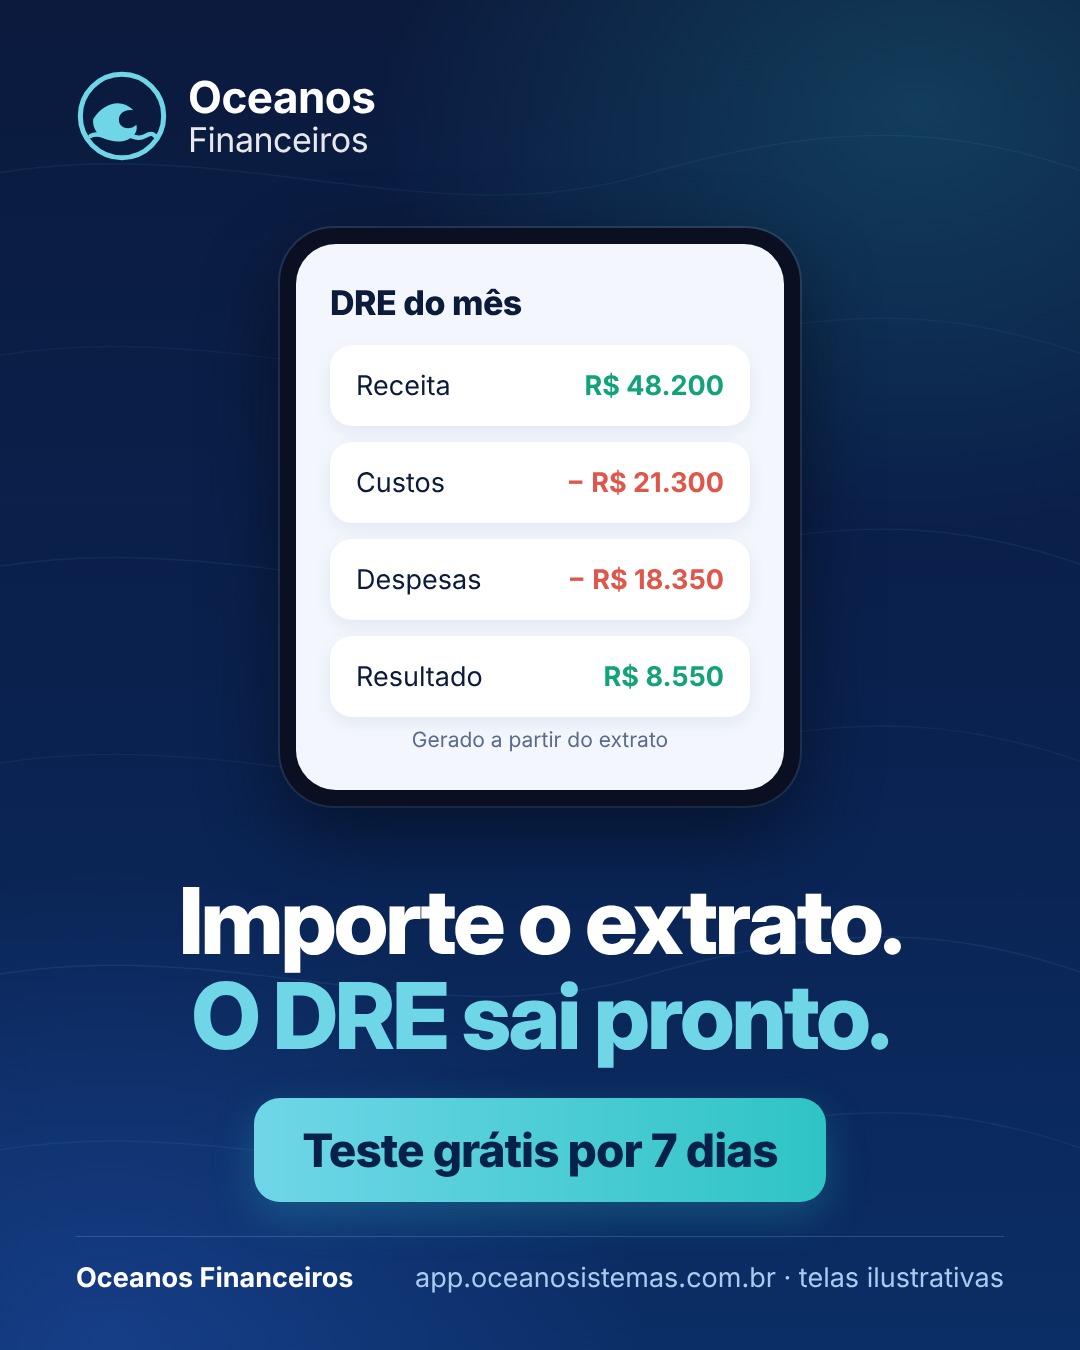 Oceanos
Financeiros
DRE do mês
Receita R$ 48.200
Custos − R$ 21.300
Despesas − R$ 18.350
Resultado R$ 8.550
Gerado a partir do extrato
Importe o extrato.
O DRE sai pronto.
Teste grátis por 7 dias
Oceanos Financeiros app.oceanosistemas.com.br · telas ilustrativas